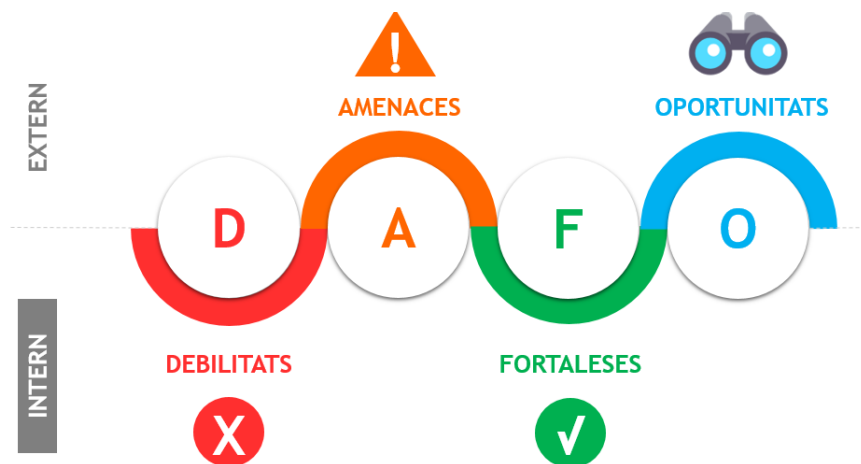 EXTERN
!
AMENACES
OPORTUNITATS
D
A
F
O
INTERN
DEBILITATS
FORTALESES
X
√